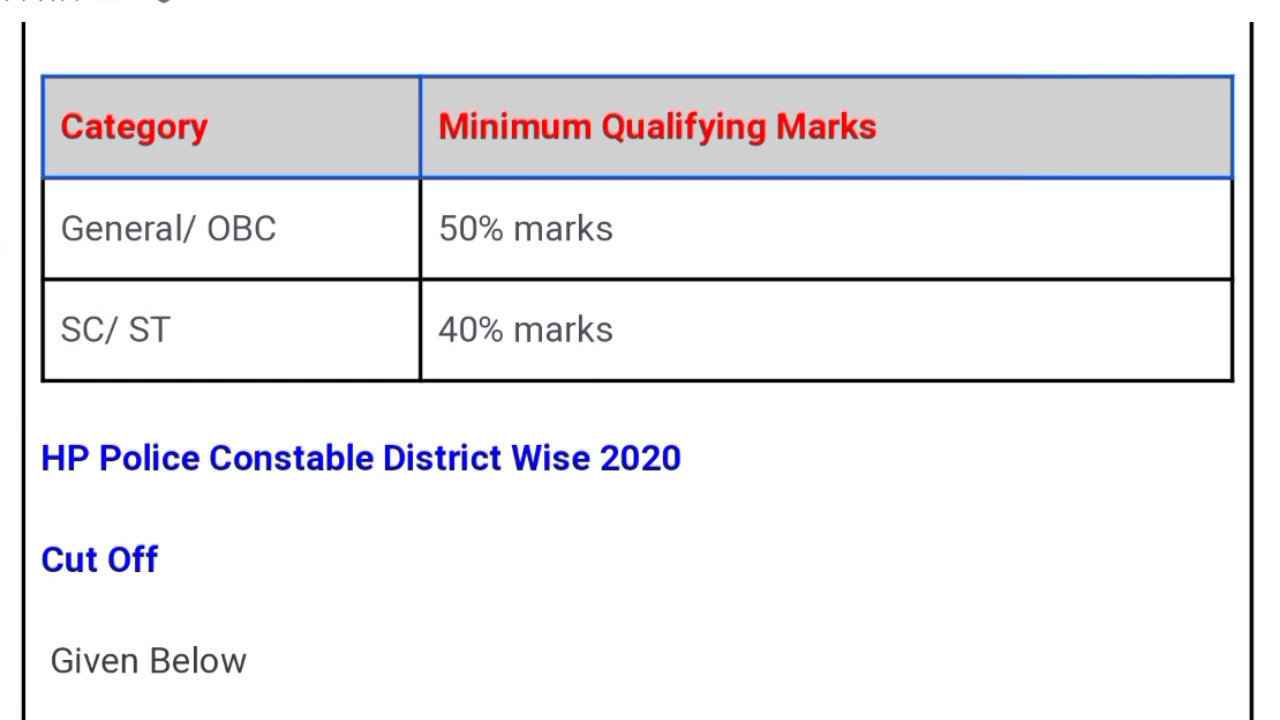 Category Minimum Qualifying Marks
General/ OBC 50% marks
SC/ ST 40% marks
HP Police Constable District Wise 2020
Cut Off
Given Below